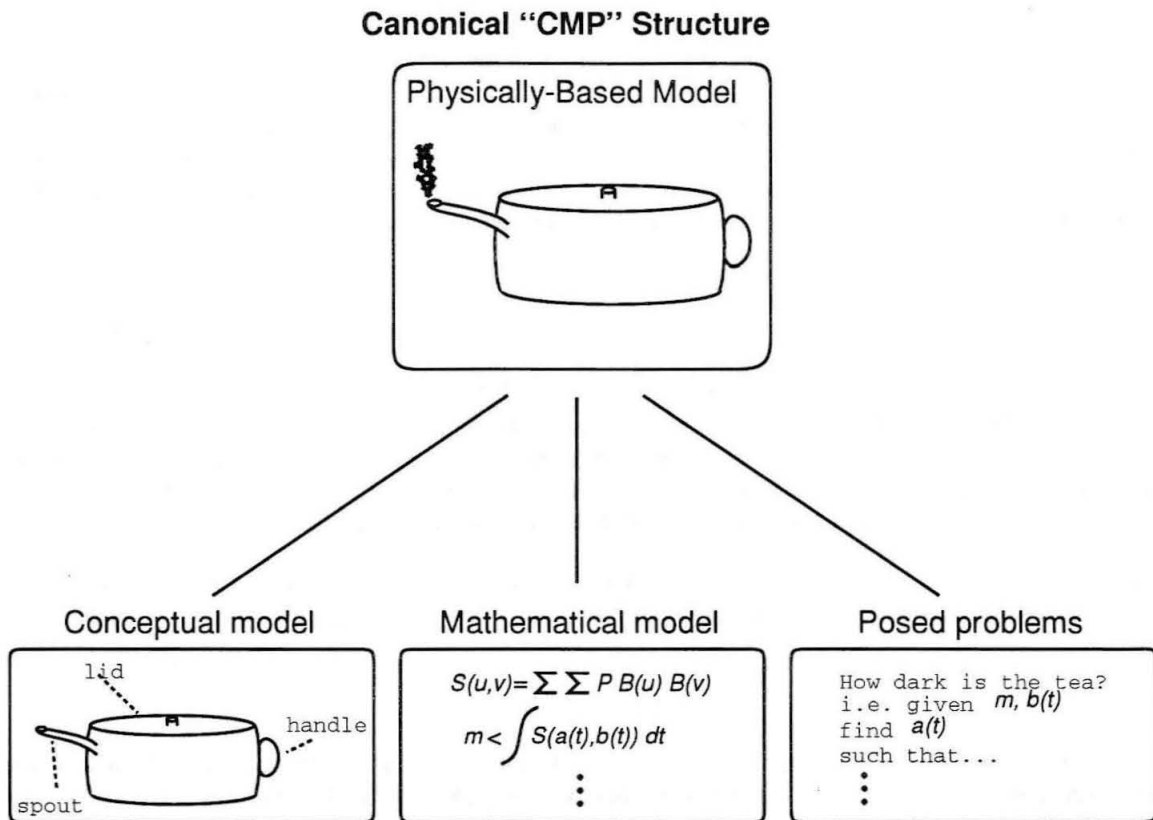 Canonical “CMP” Structure
Physically-Based Model
Conceptual model
lid
handle
spout
Mathematical model
S(u,v)= ∑ ∑ P B(u) B(v)
m < ∫ S(a(t),b(t)) dt
⋮
Posed problems
How dark is the tea?
i.e. given m, b(t)
find a(t)
such that...
⋮